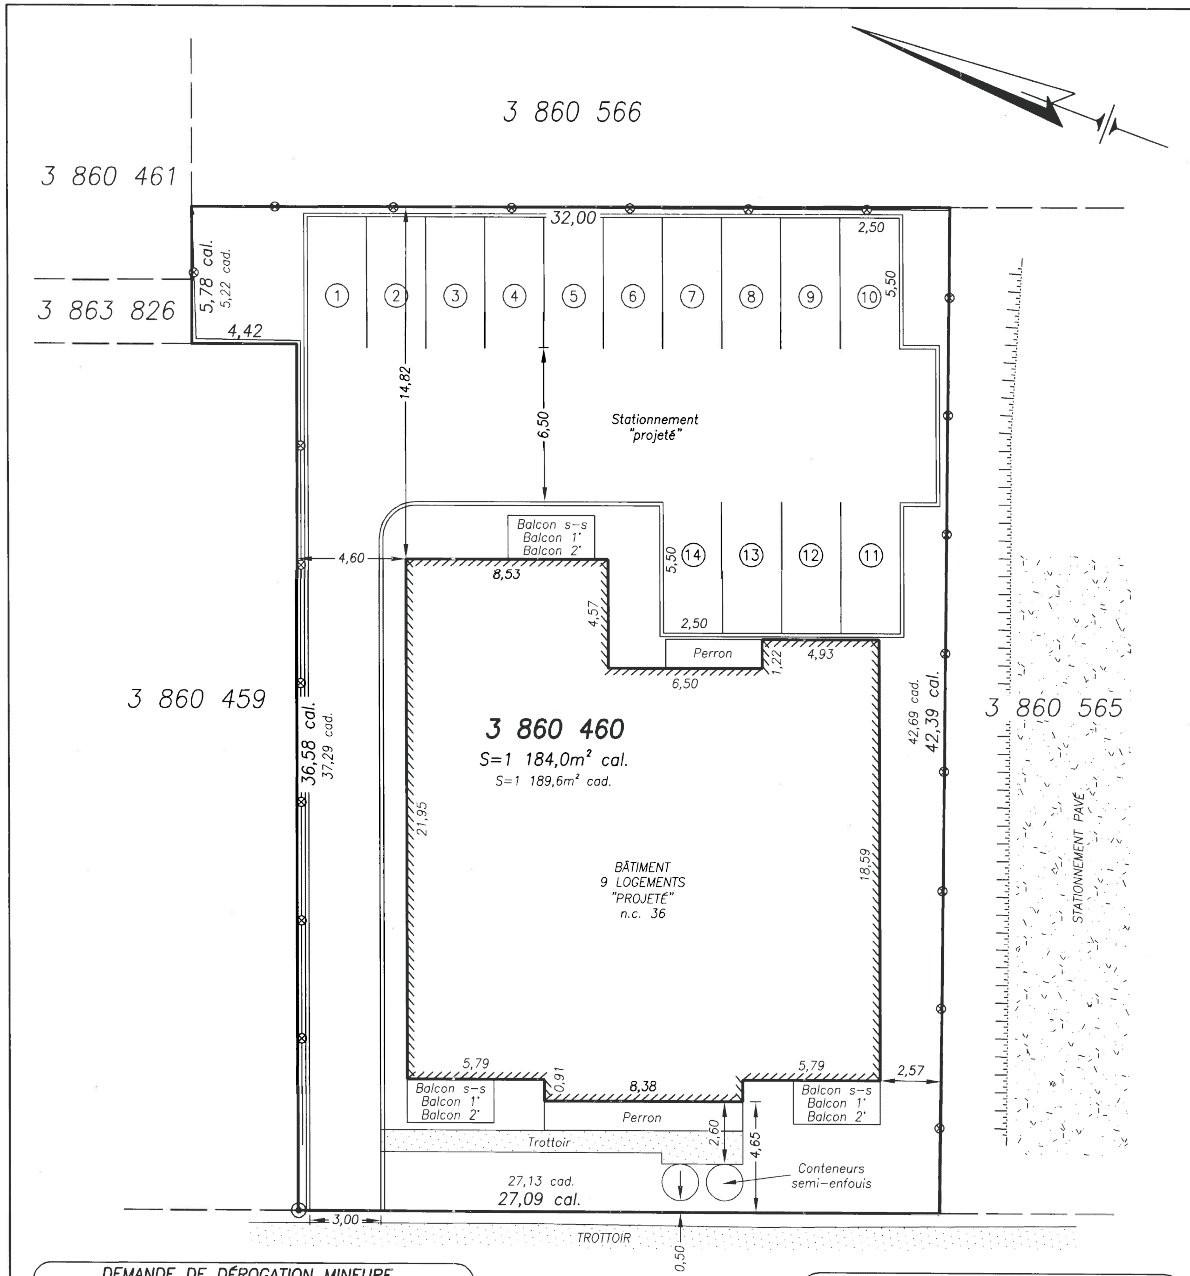 3 860 566
3 860 461
32,00
2,50
5,78 cal.
5,22 cad.
5,50
1
2
3
4
5
6
7
8
9
10
3 863 826
4,42
14,82
6,50
Stationnement
"projeté"
Balcon s-s
Balcon 1°
Balcon 2°
4,60
8,53
5,50
14
13
12
11
4,57
2,50
Perron
1,22
4,93
6,50
3 860 459
36,58 cal.
37,29 cad.
3 860 460
S=1 184,0m² cal.
S=1 189,6m² cad.
42,69 cad.
42,39 cal.
3 860 565
21,95
18,59
BÂTIMENT
9 LOGEMENTS
"PROJETÉ"
n.c. 36
STATIONNEMENT PAVÉ
5,79
0,91
8,38
5,79
2,57
Balcon s-s
Balcon 1°
Balcon 2°
Perron
Balcon s-s
Balcon 1°
Balcon 2°
Trottoir
2,60
4,65
Conteneurs
semi-enfouis
27,13 cad.
27,09 cal.
3,00
TROTTOIR
0,50
DEMANDE DE DÉROGATION MINEURE